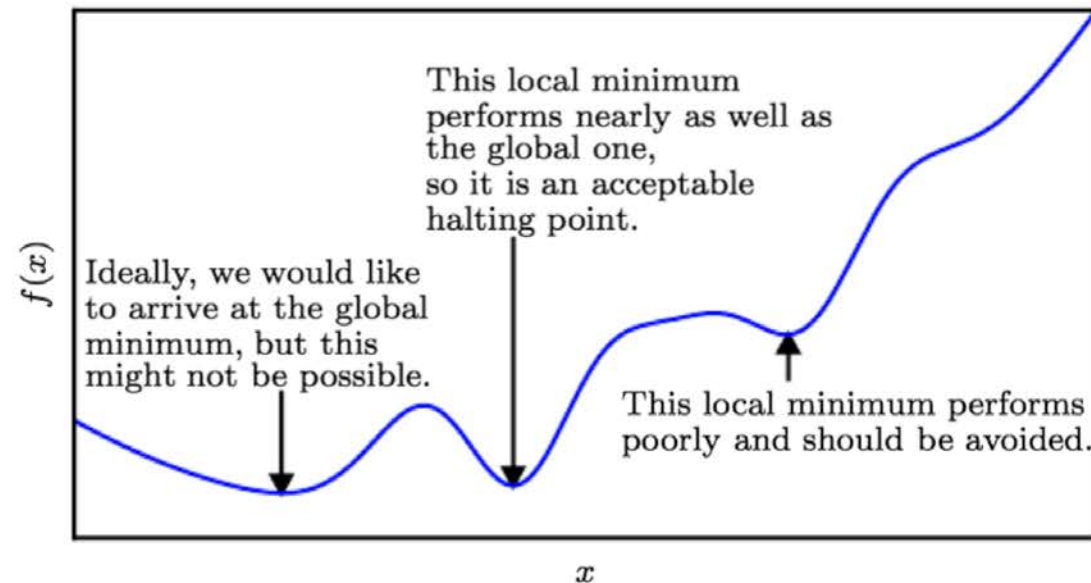 This local minimum
performs nearly as well as
the global one,
so it is an acceptable
halting point.
Ideally, we would like
to arrive at the global
minimum, but this
might not be possible.
This local minimum performs
poorly and should be avoided.
f(x)
x